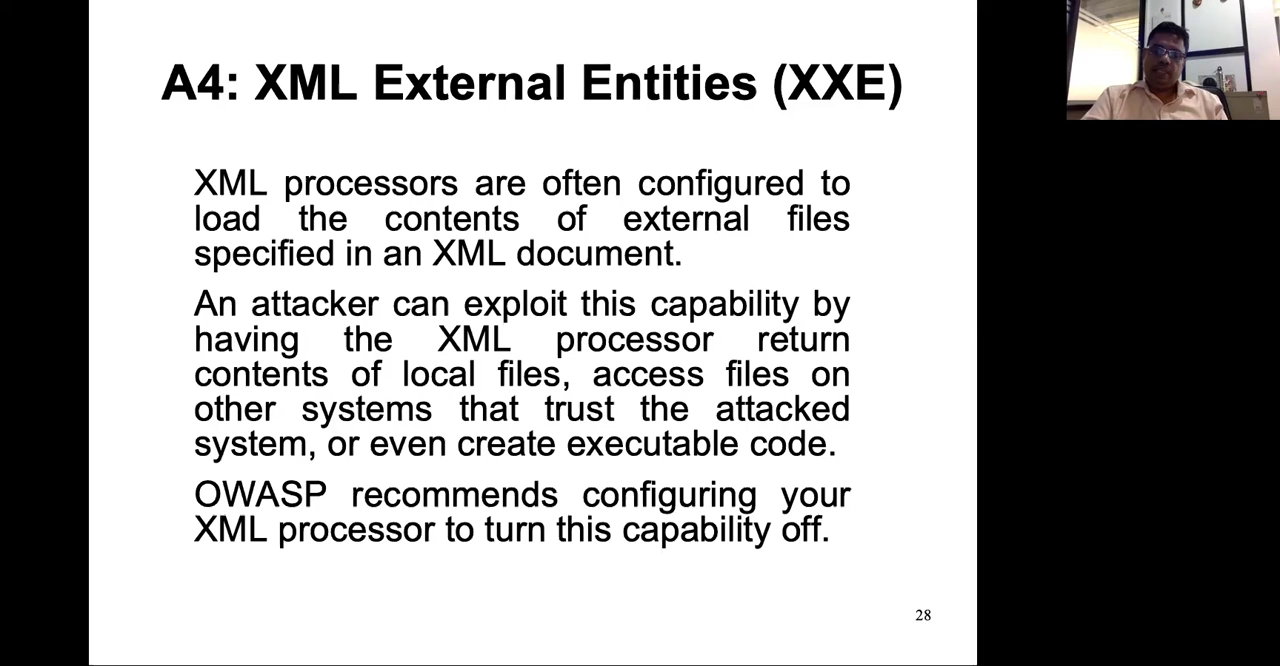 A4: XML External Entities (XXE)
XML processors are often configured to
load the contents of external files
specified in an XML document.
An attacker can exploit this capability by
having the XML processor return
contents of local files, access files on
other systems that trust the attacked
system, or even create executable code.
OWASP recommends configuring your
XML processor to turn this capability off.
28